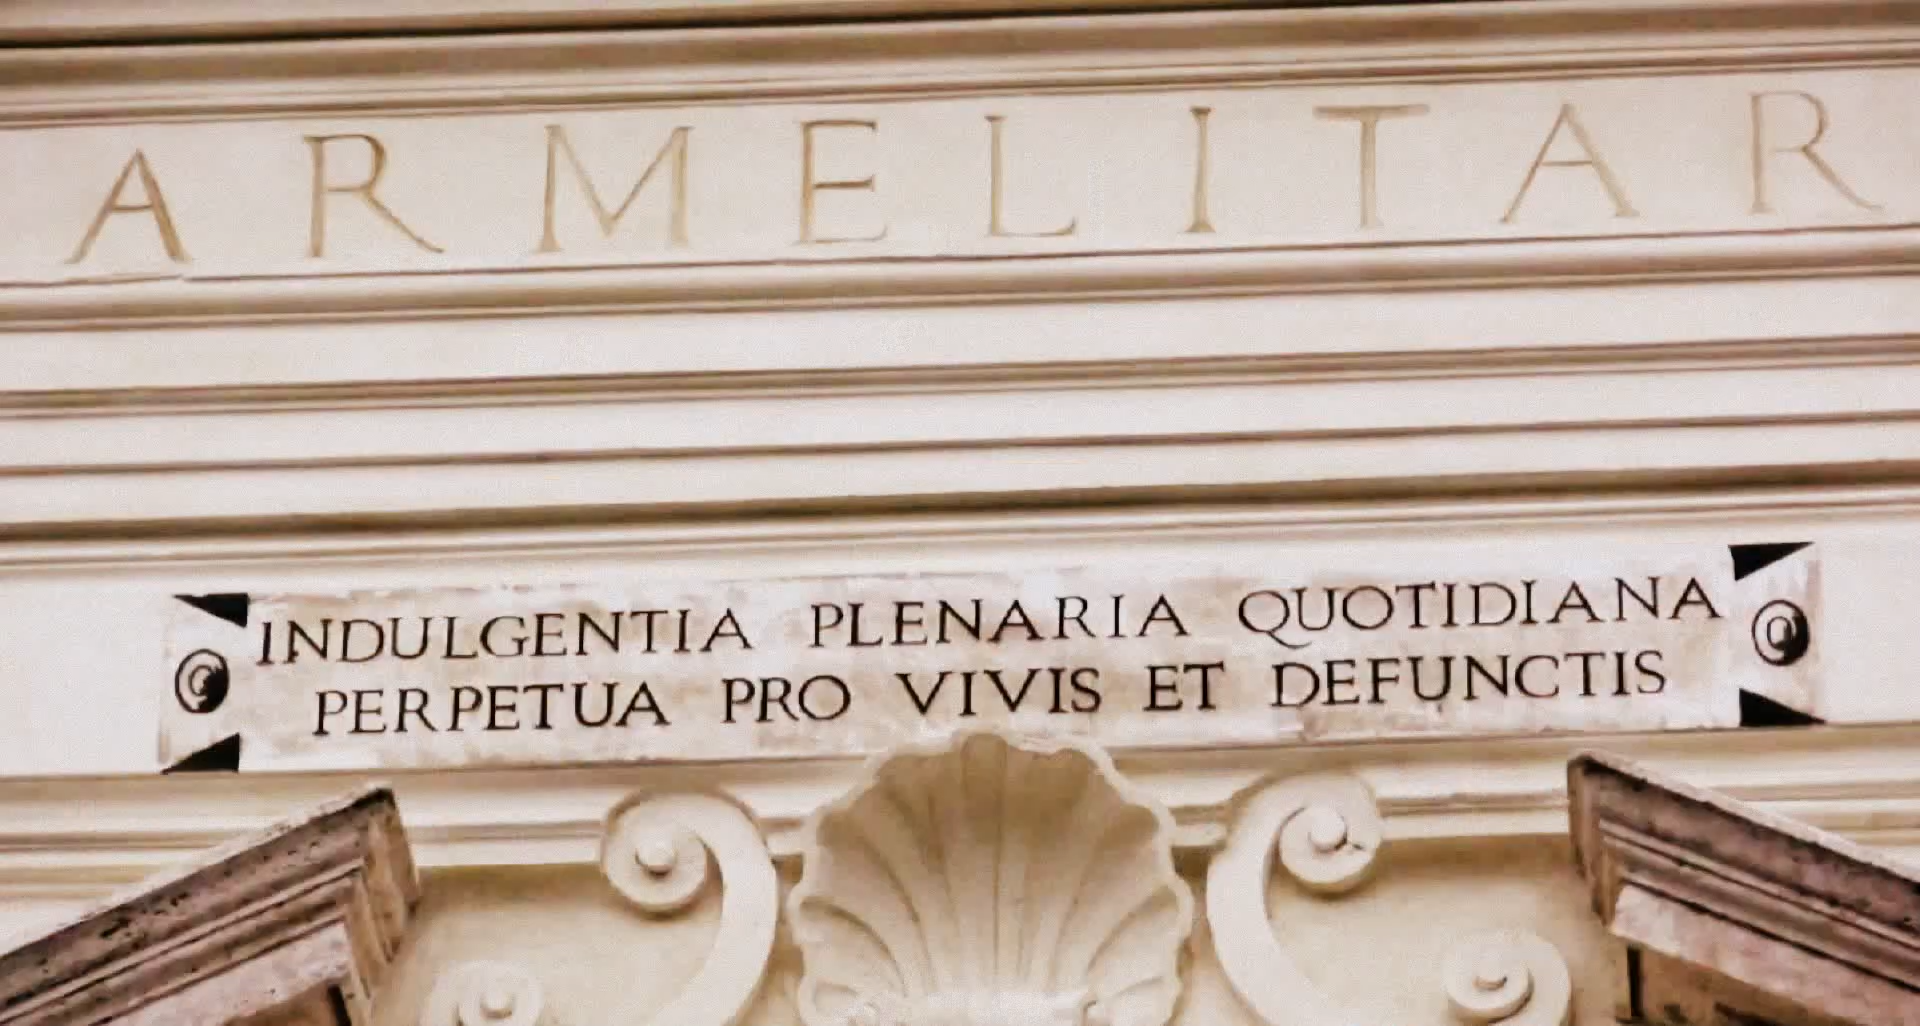 ARMELITAR
INDULGENTIA PLENARIA QUOTIDIANA
PERPETUA PRO VIVIS ET DEFUNCTIS